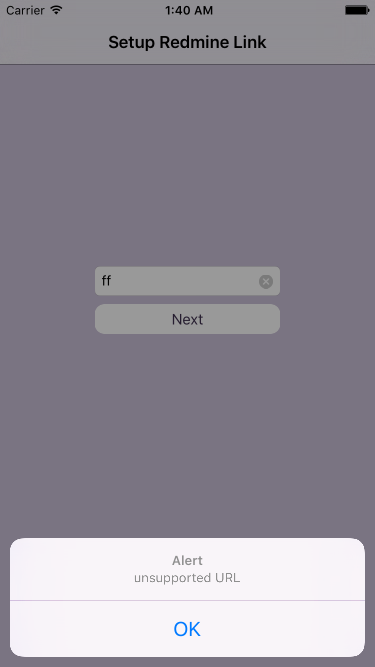 Carrier 1:40 AM
Setup Redmine Link
ff
Next
Alert
unsupported URL
OK